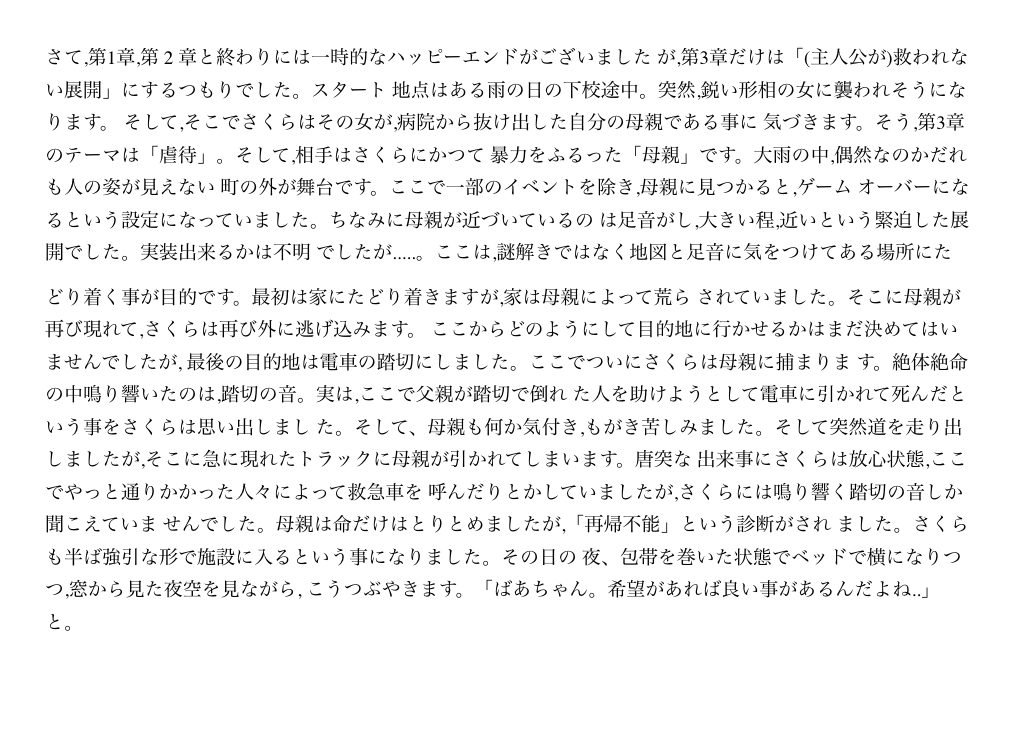 さて,第1章,第 2 章と終わりには一時的なハッピーエンドがございました が,第3章だけは「(主人公が)救われな
い展開」にするつもりでした。スタート 地点はある雨の日の下校途中。突然,鋭い形相の女に襲われそうにな
ります。 そして,そこでさくらはその女が,病院から抜け出した自分の母親である事に 気づきます。そう,第3章
のテーマは「虐待」。そして,相手はさくらにかつて 暴力をふるった「母親」です。大雨の中,偶然なのかだれ
も人の姿が見えない 町の外が舞台です。ここで一部のイベントを除き,母親に見つかると,ゲーム オーバーにな
るという設定になっていました。ちなみに母親が近づいているの は足音がし,大きい程,近いという緊迫した展
開でした。実装出来るかは不明 でしたが.....。ここは,謎解きではなく地図と足音に気をつけてある場所にた
どり着く事が目的です。最初は家にたどり着きますが,家は母親によって荒ら されていました。そこに母親が
再び現れて,さくらは再び外に逃げ込みます。 ここからどのようにして目的地に行かせるかはまだ決めてはい
ませんでしたが, 最後の目的地は電車の踏切にしました。ここでついにさくらは母親に捕まりま す。絶体絶命
の中鳴り響いたのは,踏切の音。実は,ここで父親が踏切で倒れ た人を助けようとして電車に引かれて死んだと
いう事をさくらは思い出しまし た。そして、母親も何か気付き,もがき苦しみました。そして突然道を走り出
しましたが,そこに急に現れたトラックに母親が引かれてしまいます。唐突な 出来事にさくらは放心状態,ここ
でやっと通りかかった人々によって救急車を 呼んだりとかしていましたが,さくらには鳴り響く踏切の音しか
聞こえていま せんでした。母親は命だけはとりとめましたが,「再帰不能」という診断がされ ました。さくら
も半ば強引な形で施設に入るという事になりました。その日の 夜、包帯を巻いた状態でベッドで横になりつ
つ,窓から見た夜空を見ながら, こうつぶやきます。「ばあちゃん。希望があれば良い事があるんだよね..」
と。